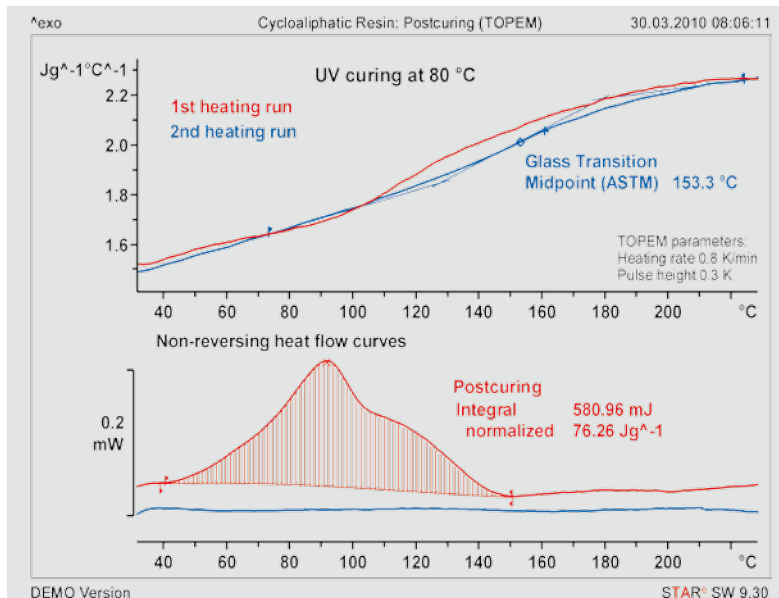 ^exo Cycloaliphatic Resin: Postcuring (TOPEM) 30.03.2010 08:06:11
Jg^-1°C^-1
UV curing at 80 °C
2.2
1st heating run
2nd heating run
2.0
Glass Transition
Midpoint (ASTM) 153.3 °C
1.8
TOPEM parameters:
Heating rate 0.8 K/min
Pulse height 0.3 K
1.6
40 60 80 100 120 140 160 180 200 °C
Non-reversing heat flow curves
Postcuring
Integral 580.96 mJ
normalized 76.26 Jg^-1
0.2
mW
40 60 80 100 120 140 160 180 200 °C
DEMO Version STARe SW 9.30